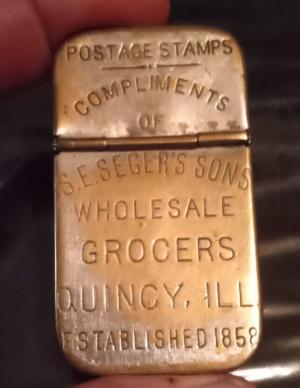 POSTAGE STAMPS
COMPLIMENTS
OF
S.E.SEGER'S SONS
WHOLESALE
GROCERS
QUINCY, ILL.
ESTABLISHED 1858